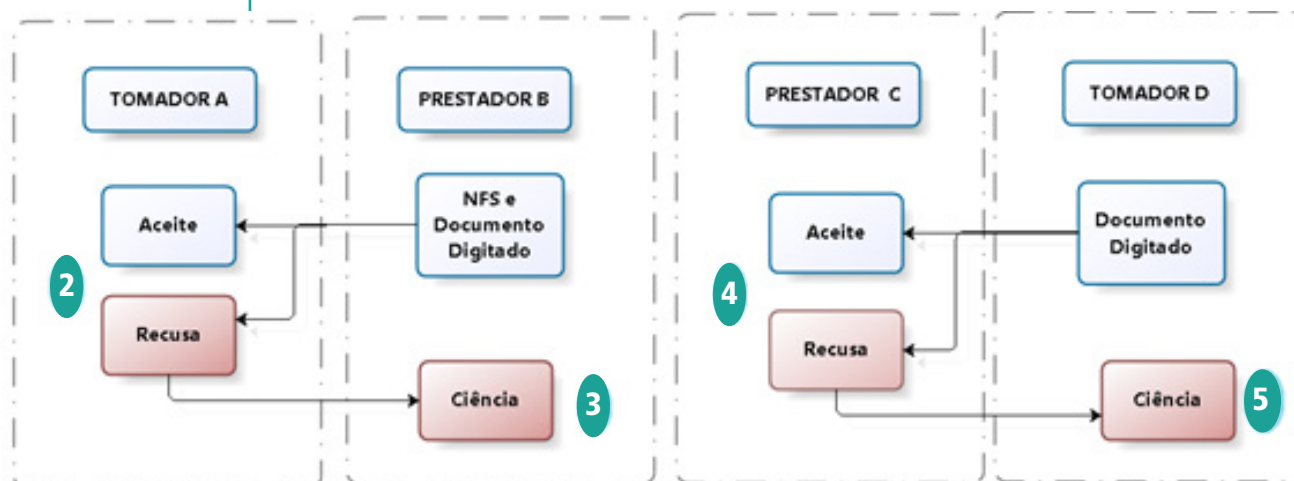 TOMADOR A
PRESTADOR B
PRESTADOR C
TOMADOR D
Aceite
NFS e
Documento
Digitado
Aceite
Documento
Digitado
2
Recusa
4
Recusa
Ciência
3
Ciência
5